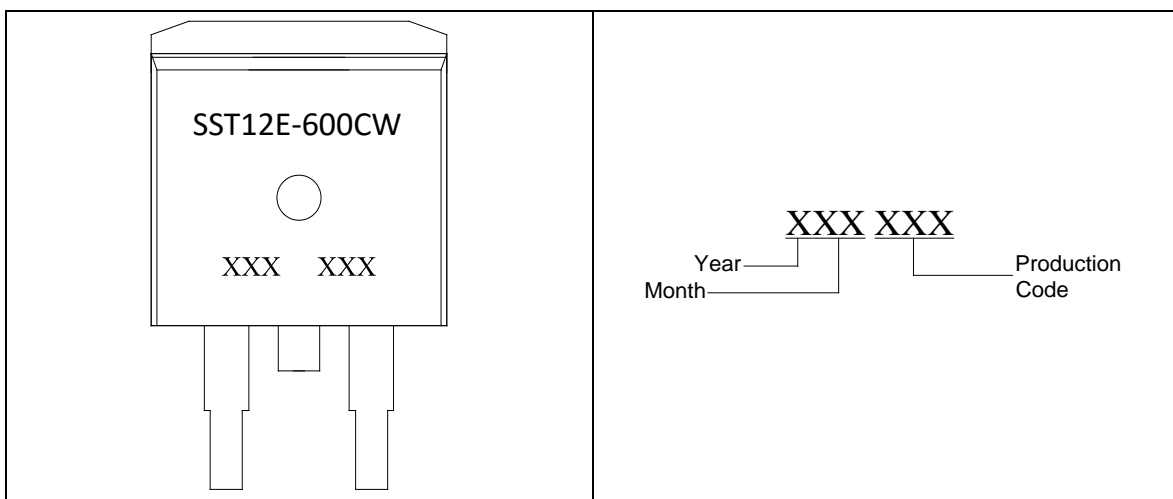 SST12E-600CW
XXX XXX
XXX XXX
Year
Month
Production
Code